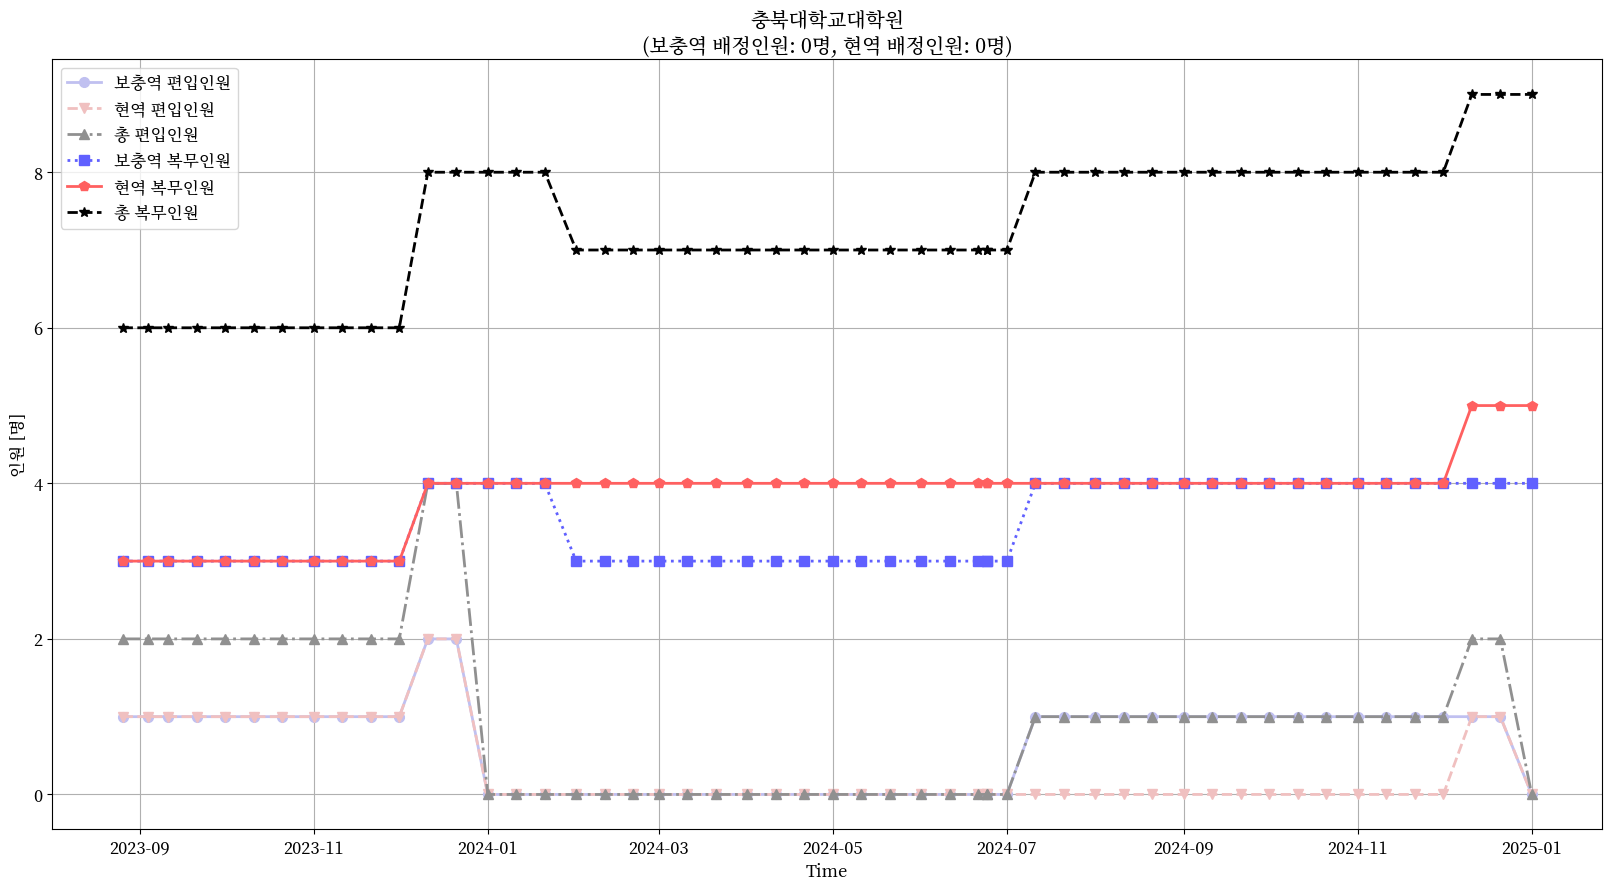 충북대학교대학원
(보충역 배정인원: 0명, 현역 배정인원: 0명)
보충역 편입인원
현역 편입인원
총 편입인원
보충역 복무인원
현역 복무인원
총 복무인원
인원 [명]
8
6
4
2
0
2023-09
2023-11
2024-01
2024-03
2024-05
2024-07
2024-09
2024-11
2025-01
Time